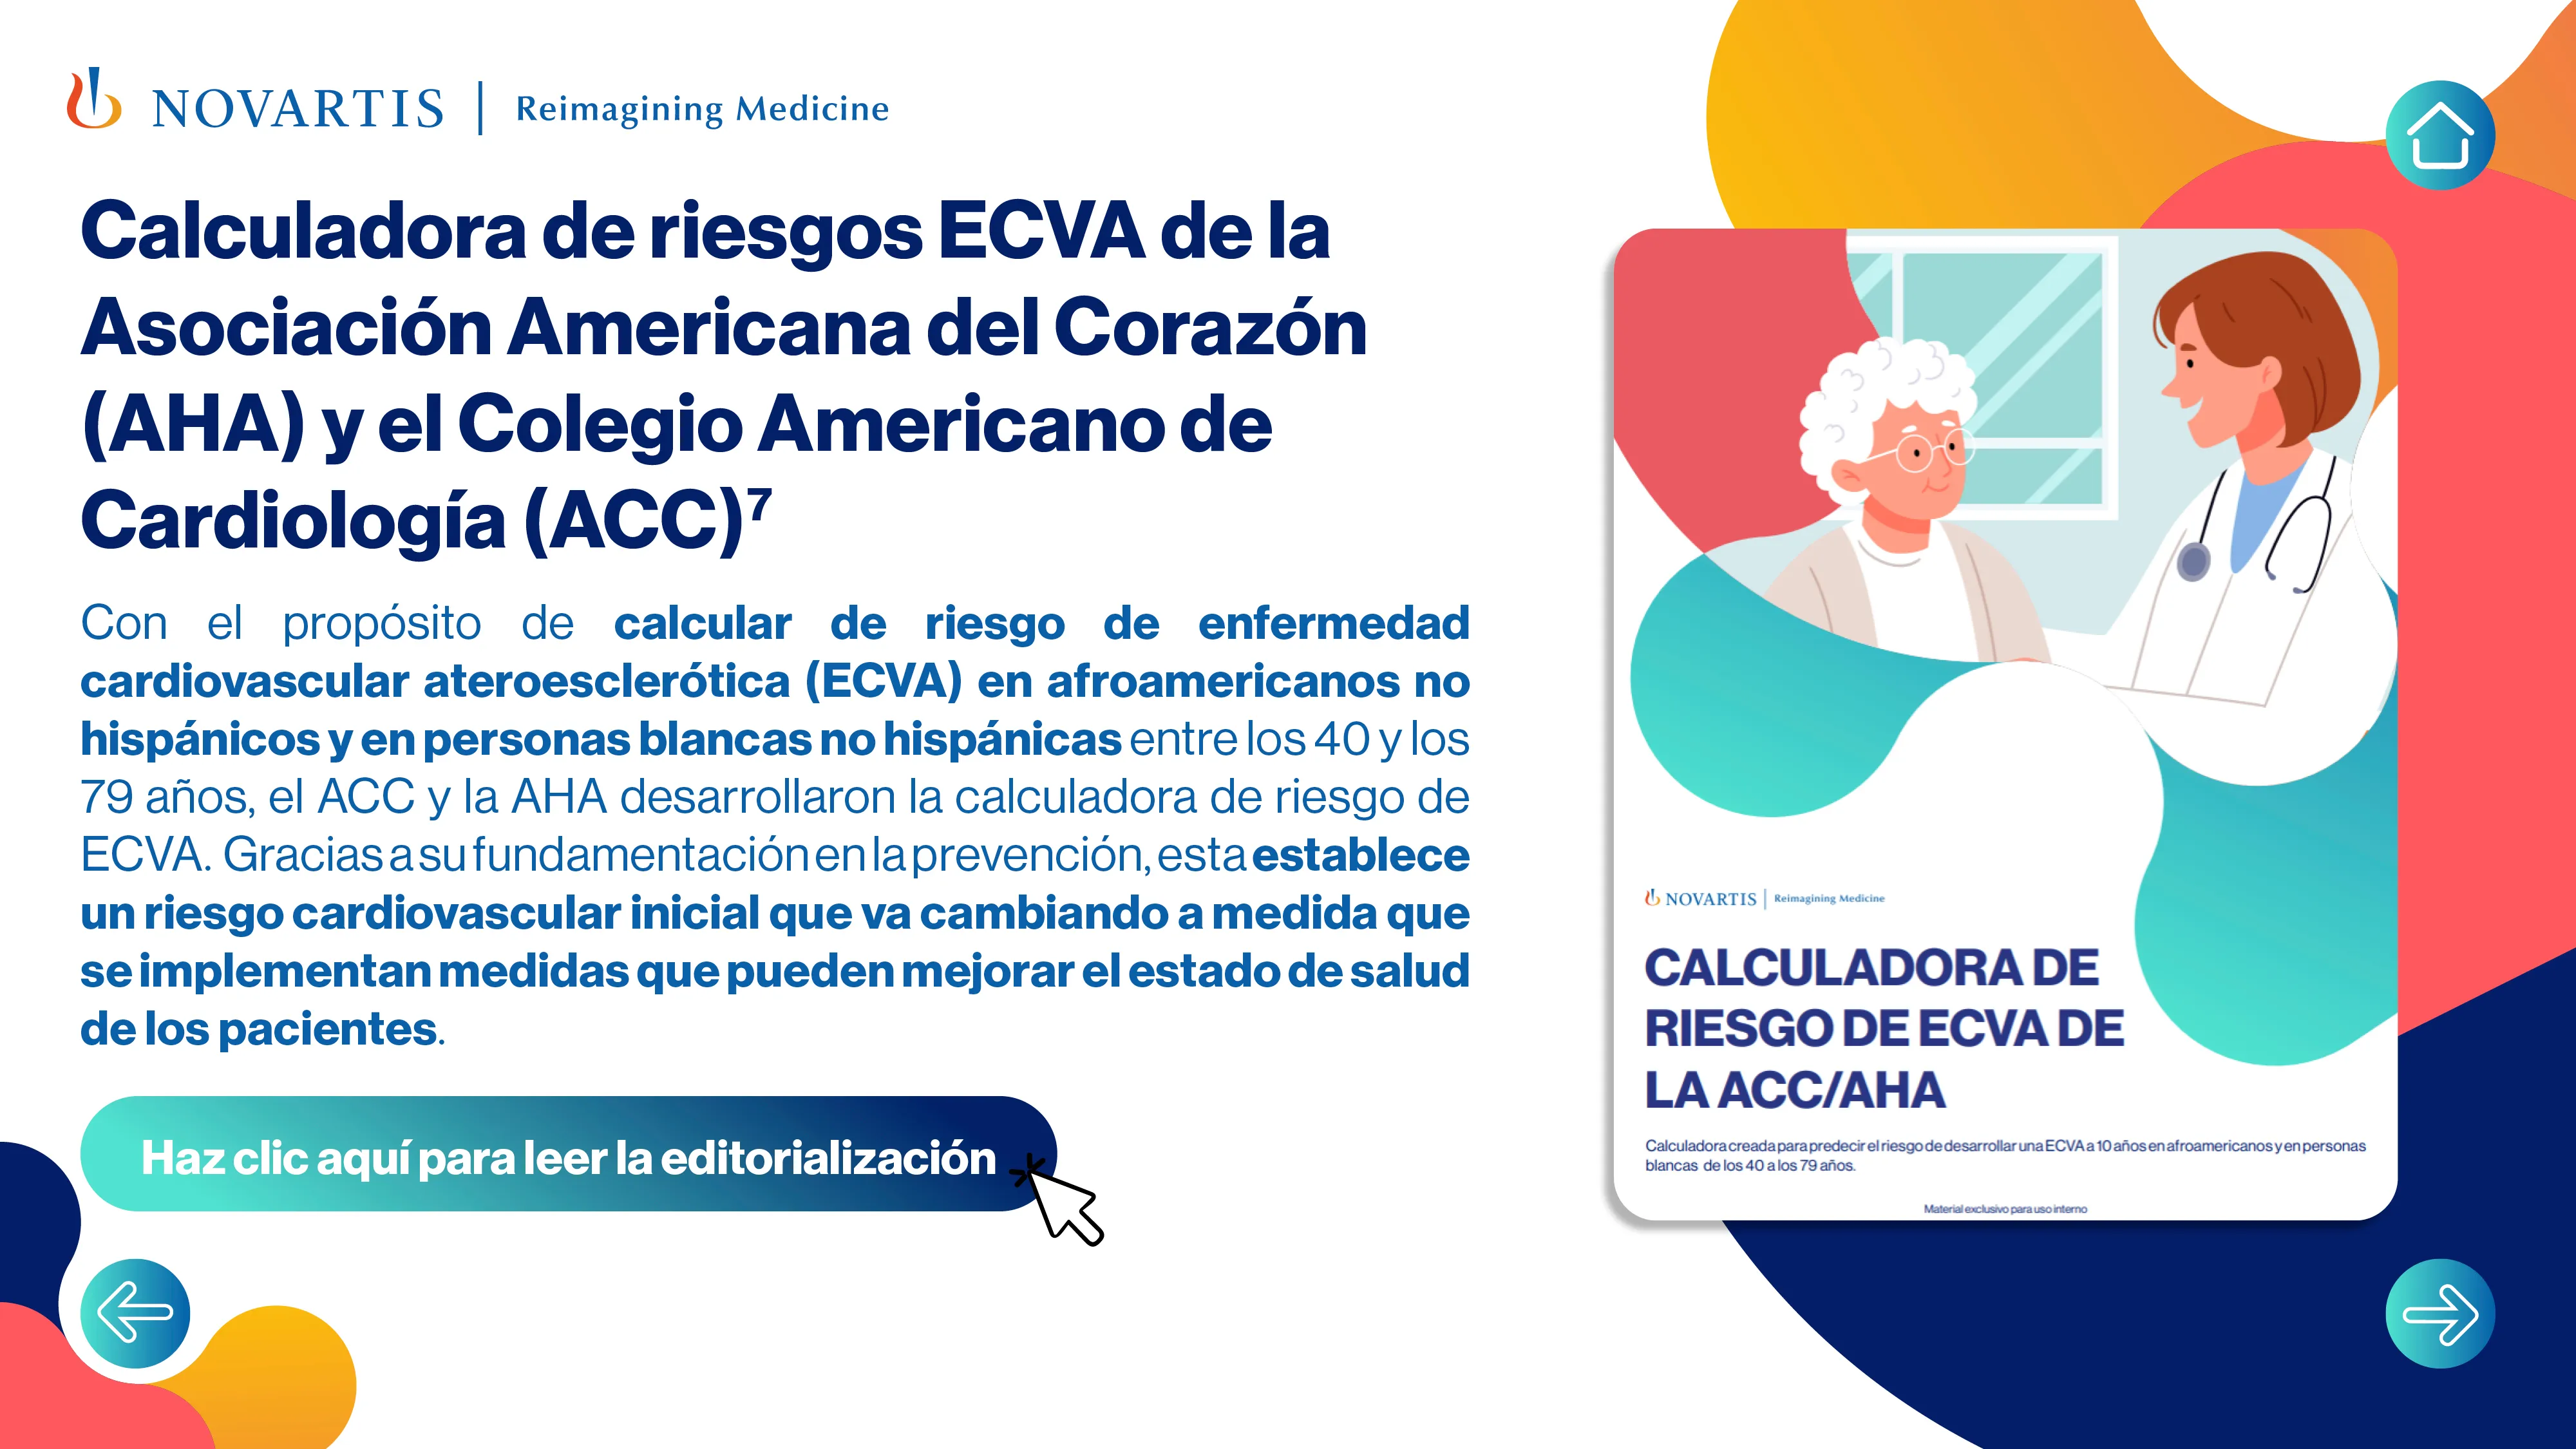 NOVARTIS | Reimagining Medicine
Calculadora de riesgos ECVA de la
Asociación Americana del Corazón
(AHA) y el Colegio Americano de
Cardiología (ACC)⁷
Con el propósito de calcular de riesgo de enfermedad
cardiovascular ateroesclerótica (ECVA) en afroamericanos no
hispánicos y en personas blancas no hispánicas entre los 40 y los
79 años, el ACC y la AHA desarrollaron la calculadora de riesgo de
ECVA. Gracias a su fundamentación en la prevención, esta establece
un riesgo cardiovascular inicial que va cambiando a medida que
se implementan medidas que pueden mejorar el estado de salud
de los pacientes.
Haz clic aquí para leer la editorialización
NOVARTIS | Reimagining Medicine
CALCULADORA DE
RIESGO DE ECVA DE
LA ACC/AHA
Calculadora creada para predecir el riesgo de desarrollar una ECVA a 10 años en afroamericanos y en personas
blancas de los 40 a los 79 años.
Material exclusivo para uso interno